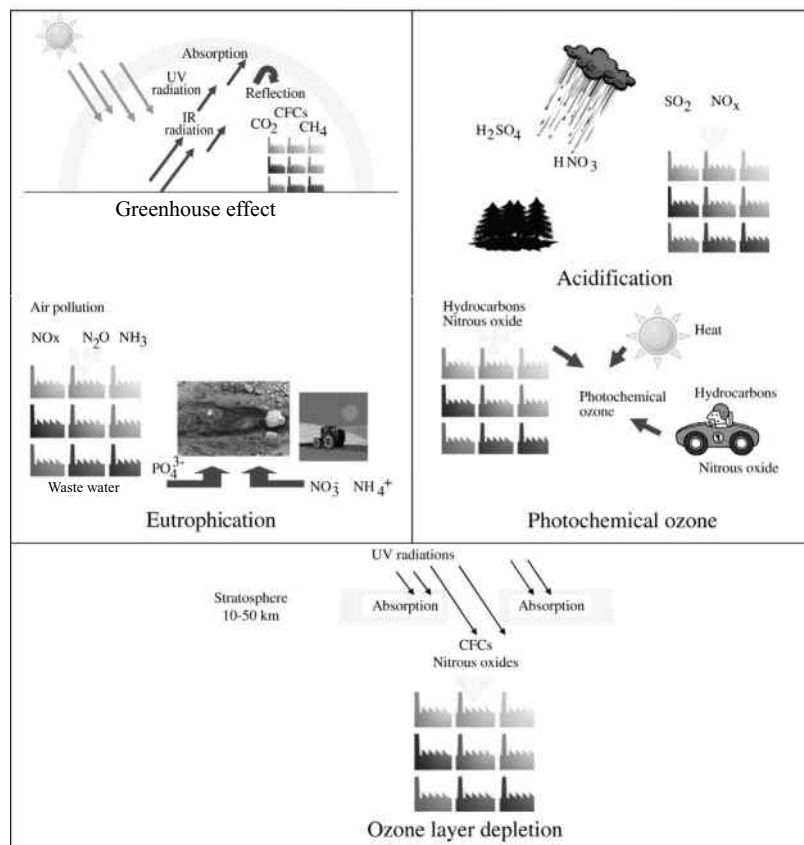 Absorption
UV
radiation
Reflection
IR
radiation
CFCs
CO2
CH4
Greenhouse effect
SO2 NOx
H2SO4
HNO3
Acidification
Air pollution
NOx N2O NH3
PO4 3-
Waste water
NO3- NH4+
Eutrophication
Hydrocarbons
Nitrous oxide
Heat
Photochemical
ozone
Hydrocarbons
Nitrous oxide
Photochemical ozone
UV radiations
Stratosphere
10-50 km
Absorption
Absorption
CFCs
Nitrous oxides
Ozone layer depletion